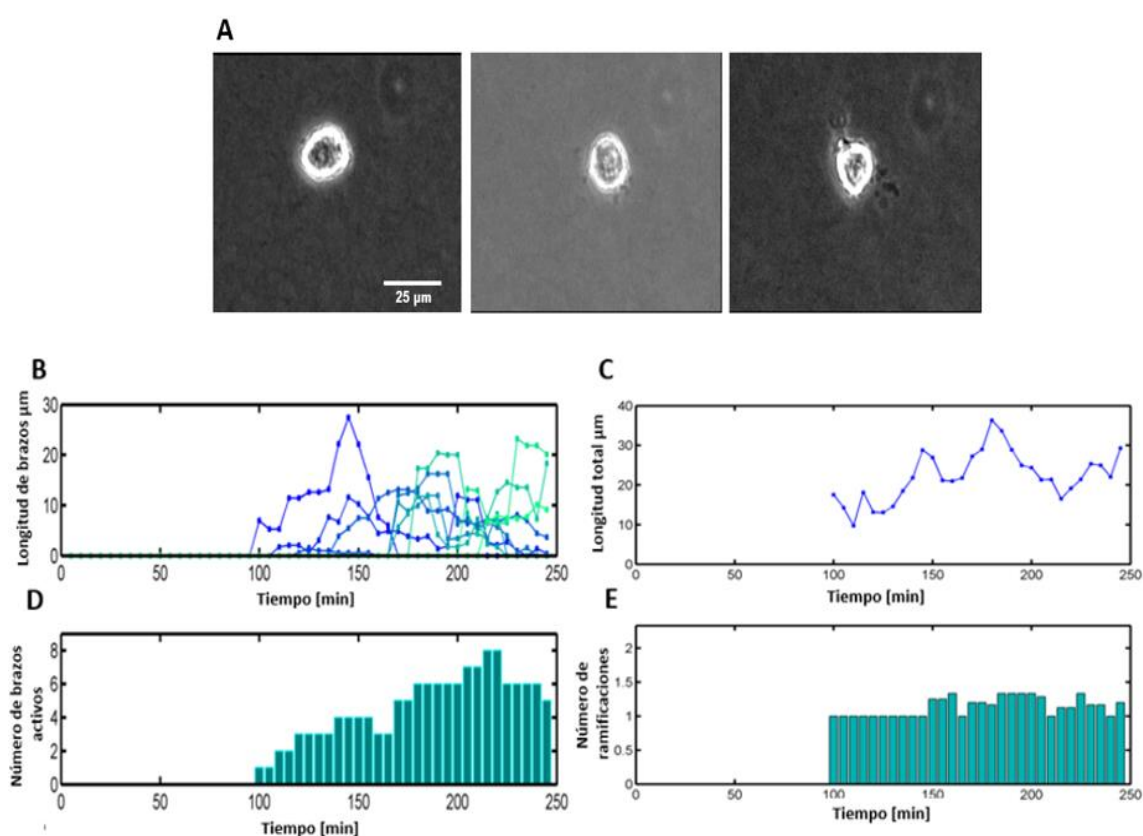 A
25 µm
B
Longitud de brazos µm
30
20
10
0
0 50 100 150 200 250
Tiempo [min]
C
Longitud total µm
40
30
20
10
0
0 50 100 150 200 250
Tiempo [min]
D
Número de brazos
activos
8
6
4
2
0
0 50 100 150 200 250
Tiempo [min]
E
Número de
ramificaciones
2
1.5
1
0.5
0
0 50 100 150 200 250
Tiempo [min]